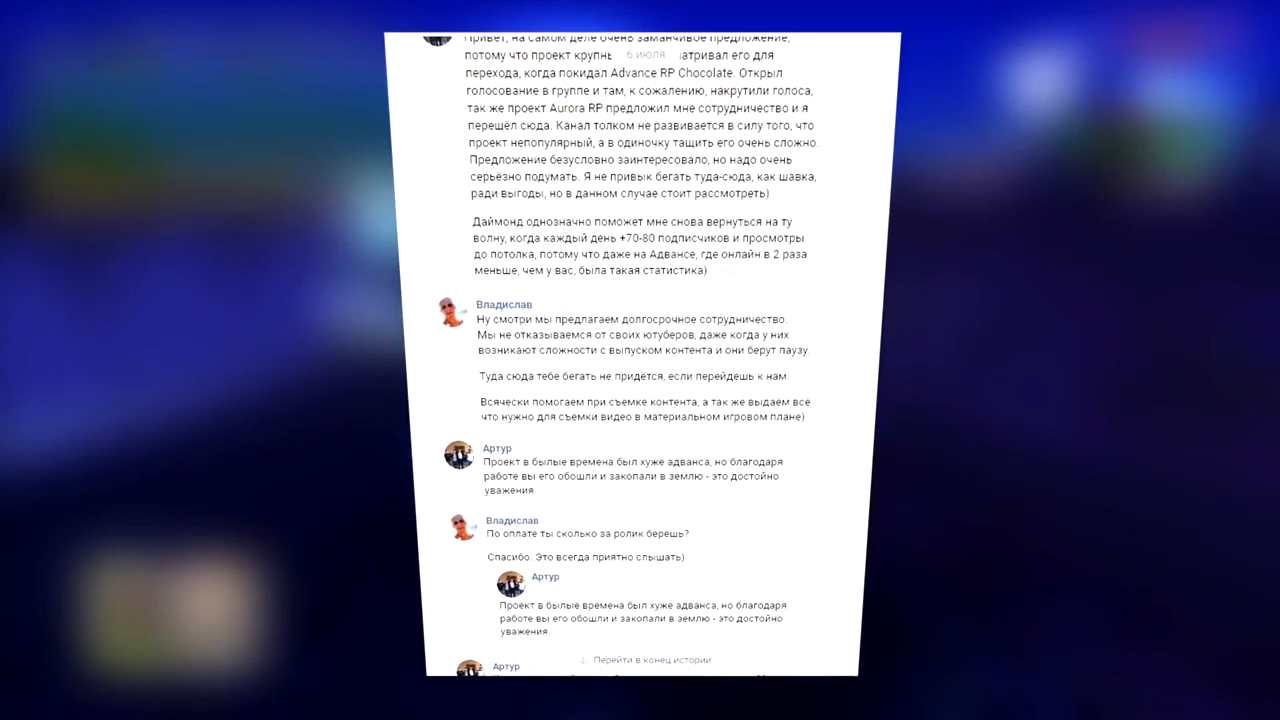 Привет, на самом деле очень заманчивое предложение,
потому что проект крупны 6 июля атривал его для
перехода, когда покидал Advance RP Chocolate. Открыл
голосование в группе и там, к сожалению, накрутили голоса,
так же проект Aurora RP предложил мне сотрудничество и я
перешёл сюда. Канал толком не развивается в силу того, что
проект непопулярный, а в одиночку тащить его очень сложно.
Предложение безусловно заинтересовало, но надо очень
серьёзно подумать. Я не привык бегать туда-сюда, как шавка,
ради выгоды, но в данном случае стоит рассмотреть)
Даймонд однозначно поможет мне снова вернуться на ту
волну, когда каждый день +70-80 подписчиков и просмотры
до потолка, потому что даже на Адвансе, где онлайн в 2 раза
меньше, чем у вас, была такая статистика)
Владислав
Ну смотри мы предлагаем долгосрочное сотрудничество.
Мы не отказываемся от своих ютуберов, даже когда у них
возникают сложности с выпуском контента и они берут паузу.
Туда сюда тебе бегать не придётся, если перейдешь к нам.
Всячески помогаем при съемке контента, а так же выдаём всё
что нужно для съемки видео в материальном игровом плане)
Артур
Проект в былые времена был хуже адванса, но благодаря
работе вы его обошли и закопали в землю - это достойно
уважения.
Владислав
По оплате ты сколько за ролик берешь?
Спасибо. Это всегда приятно слышать)
Артур
Проект в былые времена был хуже адванса, но благодаря
работе вы его обошли и закопали в землю - это достойно
уважения.
↓ Перейти в конец истории
Артур